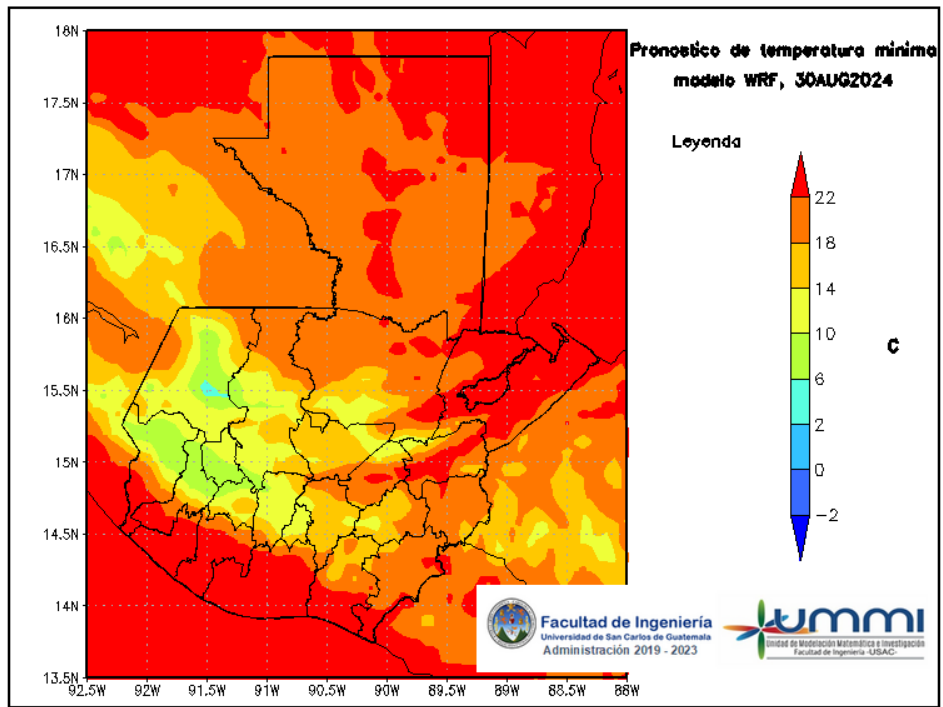 Pronostico de temperatura minima
modelo WRF, 30AUG2024
Leyenda
22
18
14
10
6
2
0
−2
C
18N
17.5N
17N
16.5N
16N
15.5N
15N
14.5N
14N
13.5N
92.5W
92W
91.5W
91W
90.5W
90W
89.5W
89W
88.5W
88W
Facultad de Ingeniería
Universidad de San Carlos de Guatemala
Administración 2019 - 2023
UMMI
Unidad de Modelación Matemática e Investigación
Facultad de Ingeniería -USAC-